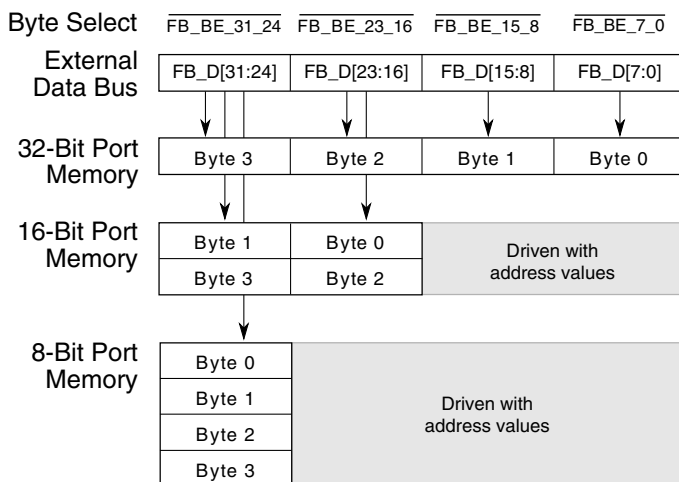 Byte Select FB_BE_31_24 FB_BE_23_16 FB_BE_15_8 FB_BE_7_0
External
Data Bus
FB_D[31:24] FB_D[23:16] FB_D[15:8] FB_D[7:0]
32-Bit Port
Memory
Byte 3 Byte 2 Byte 1 Byte 0
16-Bit Port
Memory
Byte 1 Byte 0
Byte 3 Byte 2
Driven with
address values
8-Bit Port
Memory
Byte 0
Byte 1
Byte 2
Byte 3
Driven with
address values